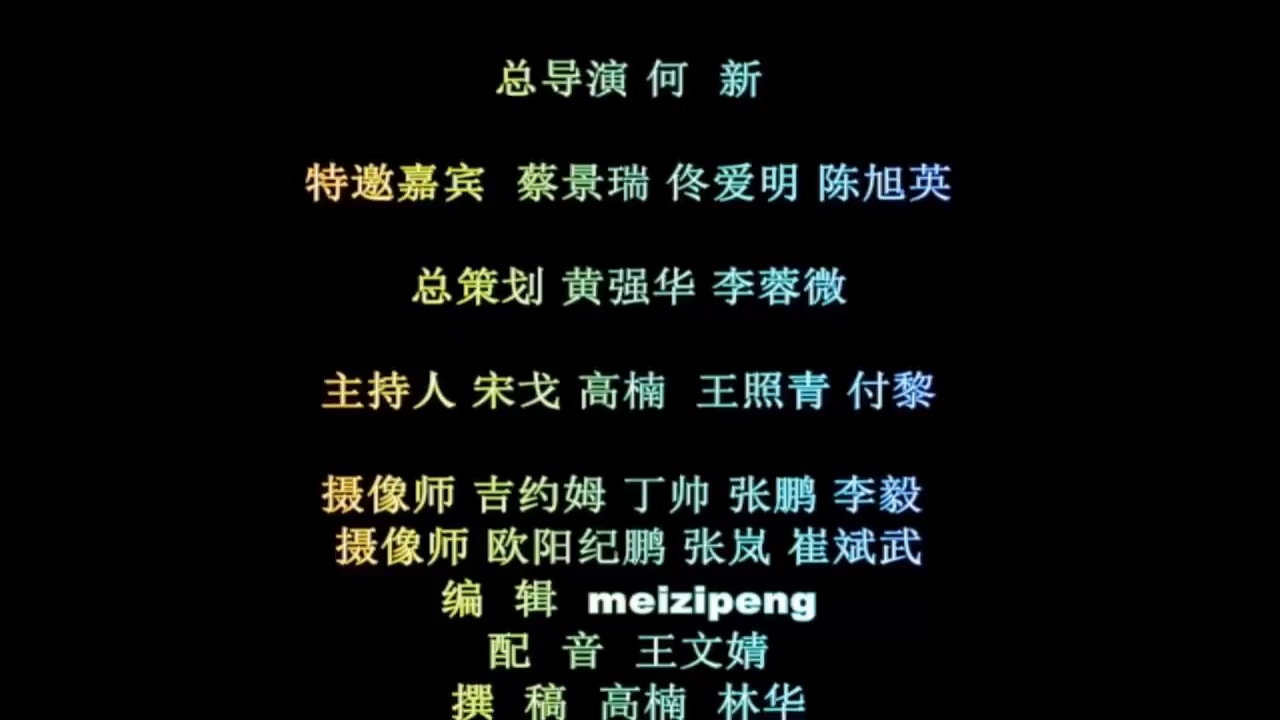 总导演 何 新
特邀嘉宾 蔡景瑞 佟爱明 陈旭英
总策划 黄强华 李蓉微
主持人 宋戈 高楠 王照青 付黎
摄像师 吉约姆 丁帅 张鹏 李毅
摄像师 欧阳纪鹏 张岚 崔斌武
编 辑 meizipeng
配 音 王文婧
撰 稿 高楠 林华